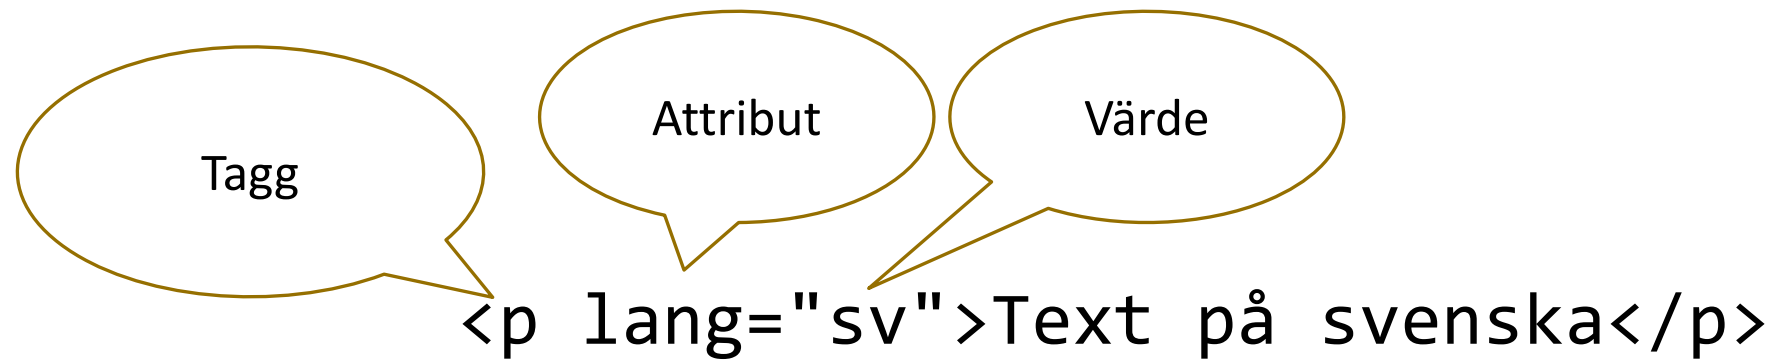 Tagg
Attribut
Värde
<p lang="sv">Text på svenska</p>